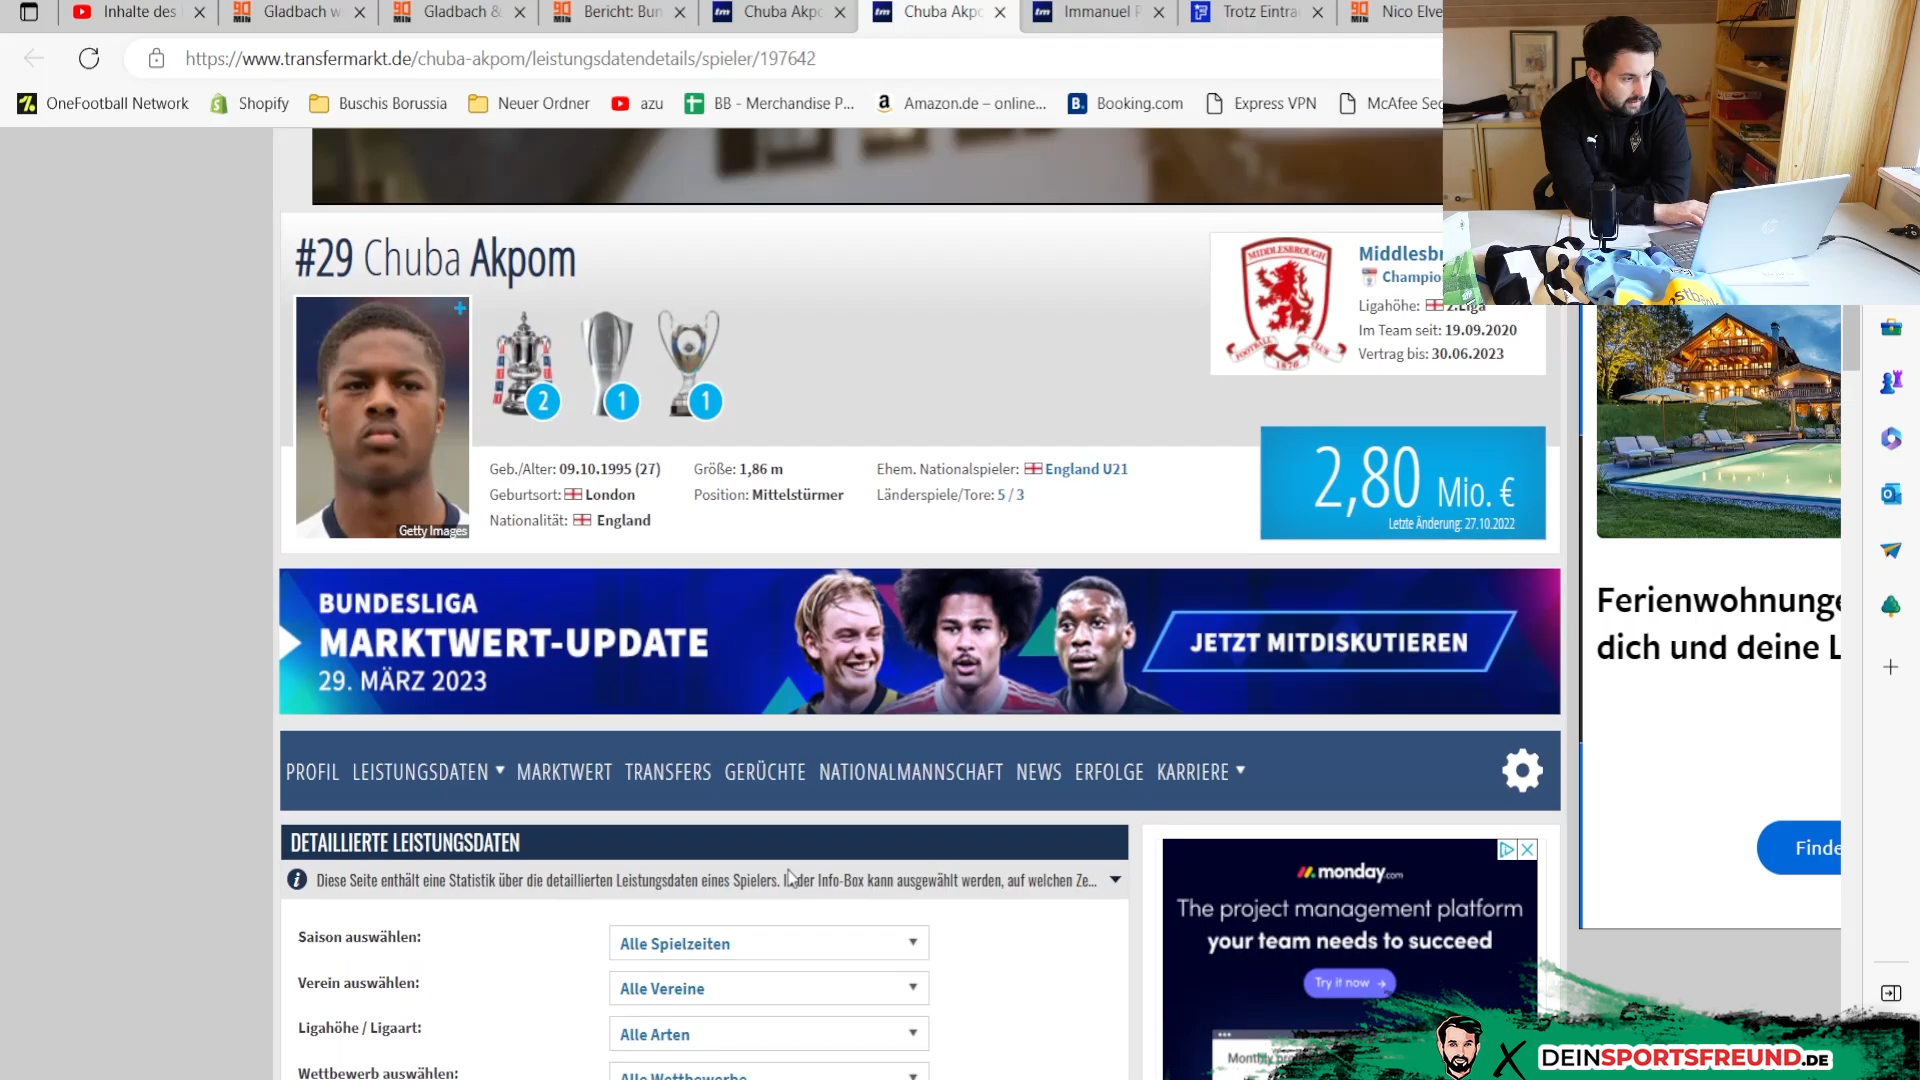 Inhalte des
Gladbach w
Gladbach &
Bericht: Bun
Chuba Akpo
Chuba Akpo
Immanuel P
Trotz Eintra
Nico Elve
https://www.transfermarkt.de/chuba-akpom/leistungsdatendetails/spieler/197642
OneFootball Network
Shopify
Buschis Borussia
Neuer Ordner
azu
BB - Merchandise P...
Amazon.de – online...
Booking.com
Express VPN
McAfee Sec
#29 Chuba Akpom
2
1
1
Getty Images
Geb./Alter: 09.10.1995 (27)
Geburtsort: London
Nationalität: England
Größe: 1,86 m
Position: Mittelstürmer
Ehem. Nationalspieler: England U21
Länderspiele/Tore: 5 / 3
MIDDLESBROUGH
FOOTBALL CLUB
1876
Middlesbr
Champio
Ligahöhe: 2.Liga
Im Team seit: 19.09.2020
Vertrag bis: 30.06.2023
2,80 Mio. €
Letzte Änderung: 27.10.2022
BUNDESLIGA
MARKTWERT-UPDATE
29. MÄRZ 2023
JETZT MITDISKUTIEREN
PROFIL LEISTUNGSDATEN MARKTWERT TRANSFERS GERÜCHTE NATIONALMANNSCHAFT NEWS ERFOLGE KARRIERE
DETAILLIERTE LEISTUNGSDATEN
Diese Seite enthält eine Statistik über die detaillierten Leistungsdaten eines Spielers. In der Info-Box kann ausgewählt werden, auf welchen Ze...
Saison auswählen:
Alle Spielzeiten
Verein auswählen:
Alle Vereine
Ligahöhe / Ligaart:
Alle Arten
Wettbewerb auswählen:
Alle Wettbewerbe
monday.com
The project management platform
your team needs to succeed
Try it now →
Ferienwohnunge
dich und deine L
Finde
X DEINSPORTSFREUND.DE